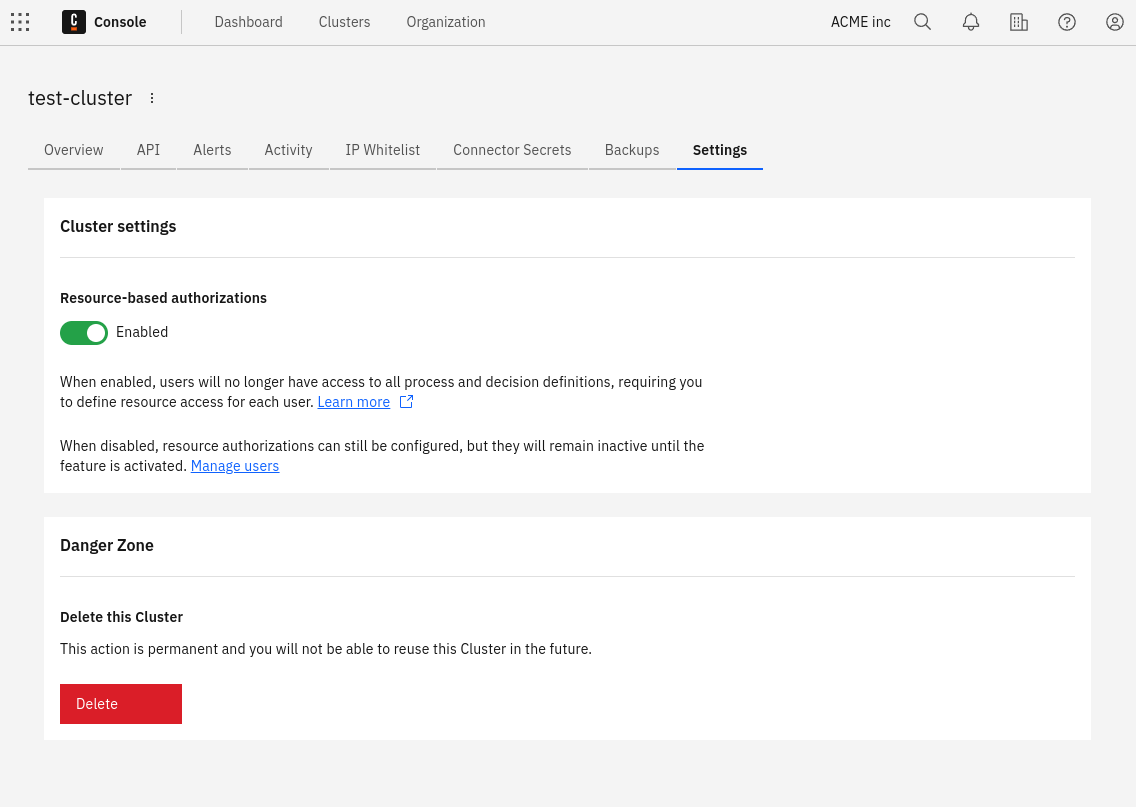 C Console Dashboard Clusters Organization ACME inc
test-cluster
Overview API Alerts Activity IP Whitelist Connector Secrets Backups Settings
Cluster settings
Resource-based authorizations
Enabled
When enabled, users will no longer have access to all process and decision definitions, requiring you
to define resource access for each user. Learn more
When disabled, resource authorizations can still be configured, but they will remain inactive until the
feature is activated. Manage users
Danger Zone
Delete this Cluster
This action is permanent and you will not be able to reuse this Cluster in the future.
Delete